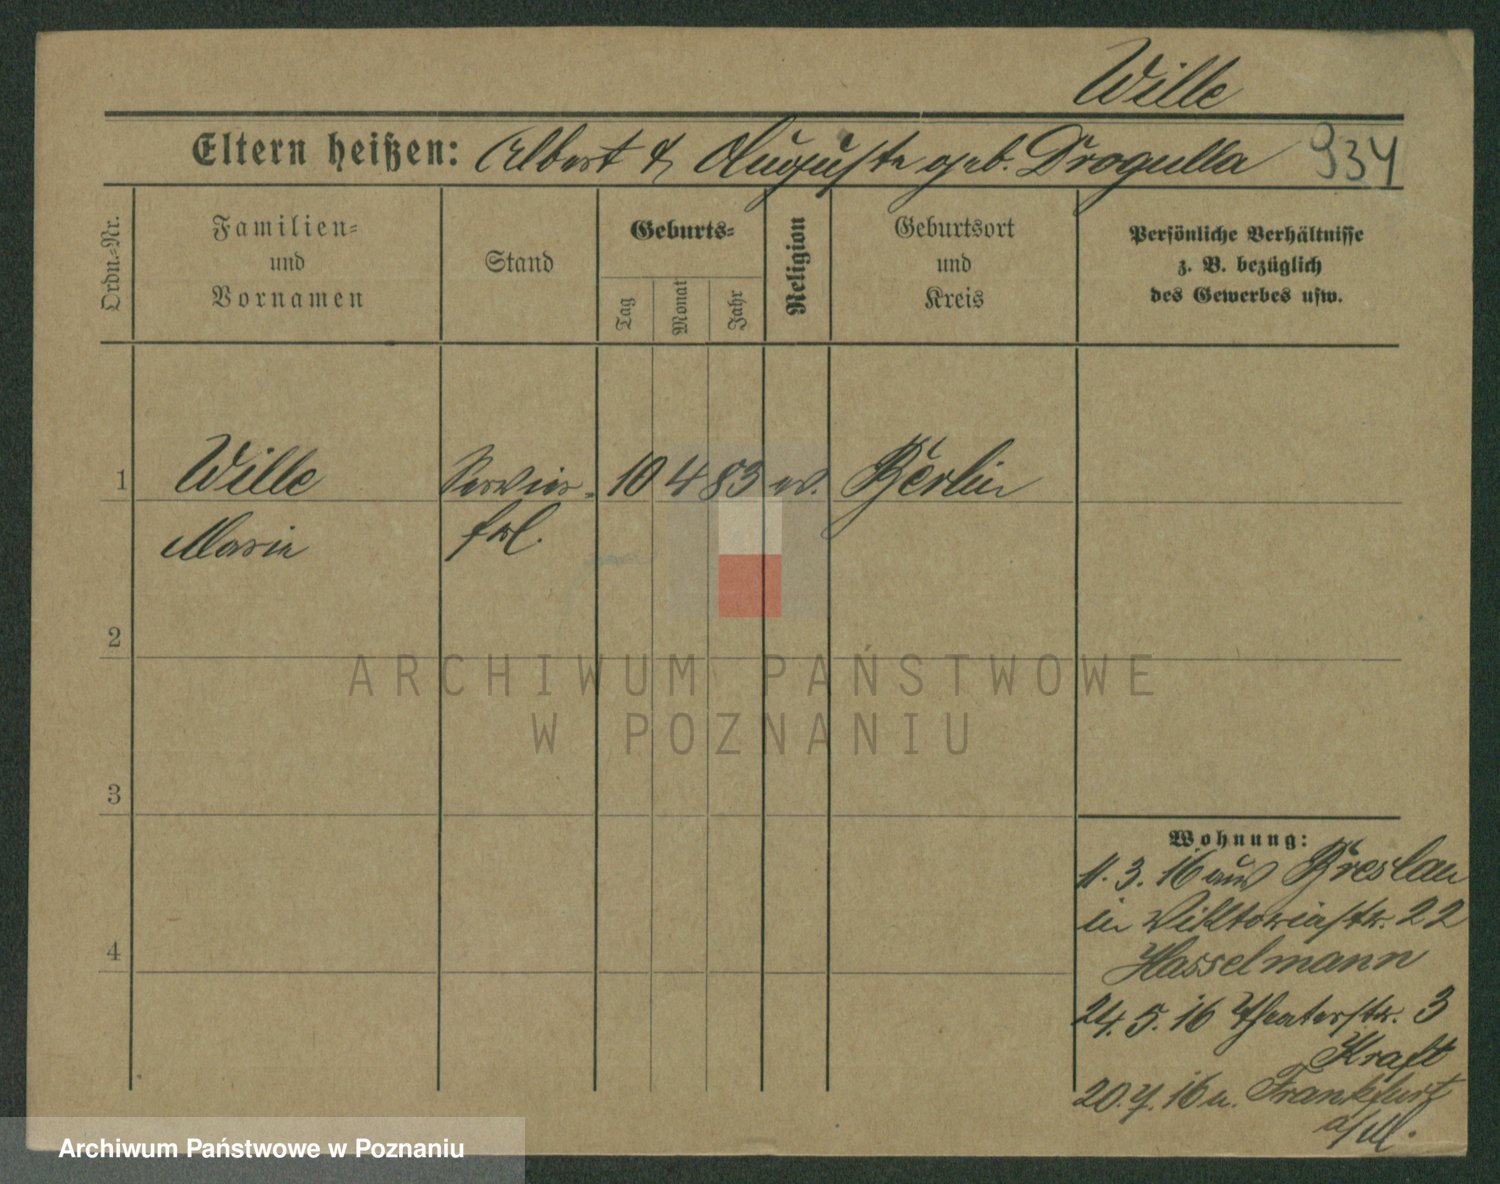 Wille
Eltern heißen: Albert & Auguste geb. Drogulla 934
Ordn.-Nr.
Familien-
und
Vornamen
Stand
Geburts-
Tag
Monat
Jahr
Religion
Geburtsort
und
Kreis
Persönliche Verhältnisse
z. B. bezüglich
des Gewerbes usw.
1 Wille Servier- 10 4 83 ev. Berlin
Marie frl.
2
3
4
Wohnung:
11. 3. 16 aus Breslau
in Viktoriastr. 22
Hasselmann
24. 5. 16 Theaterstr. 3
Kraft
20. 7. 16 n. Frankfurt
a/M.
ARCHIWUM PAŃSTWOWE
W POZNANIU
Archiwum Państwowe w Poznaniu